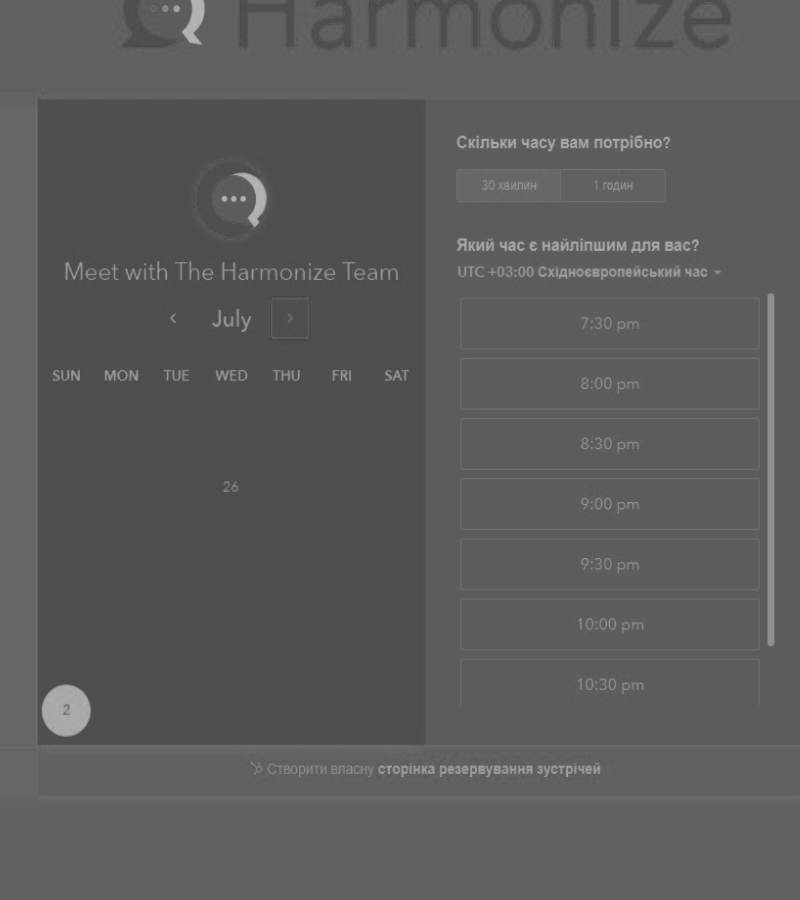 Harmonize
Meet with The Harmonize Team
July
SUN MON TUE WED THU FRI SAT
26
2
Скільки часу вам потрібно?
30 хвилин 1 годин
Який час є найліпшим для вас?
UTC +03:00 Східноєвропейський час
7:30 pm
8:00 pm
8:30 pm
9:00 pm
9:30 pm
10:00 pm
10:30 pm
Створити власну сторінка резервування зустрічей